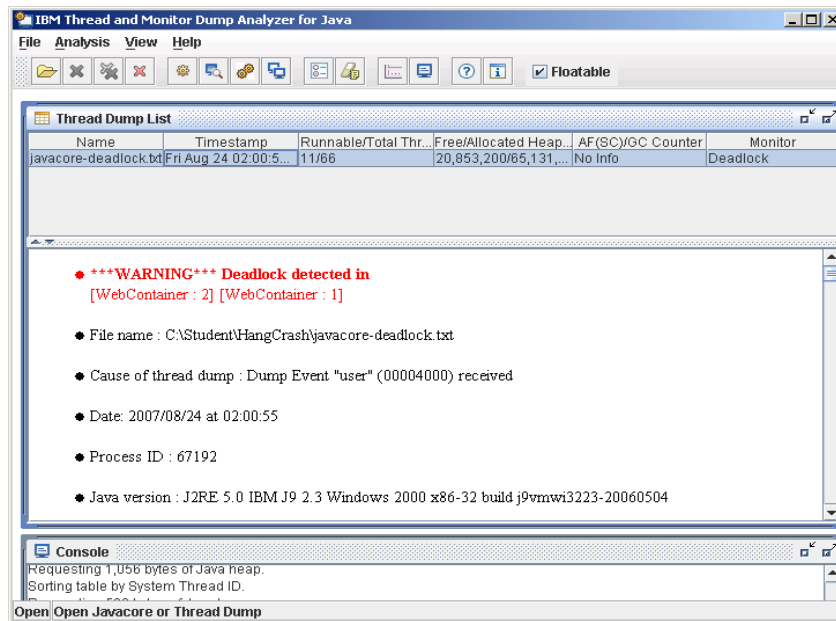 IBM Thread and Monitor Dump Analyzer for Java
File Analysis View Help
Floatable
Thread Dump List
Name Timestamp Runnable/Total Thr... Free/Allocated Heap... AF(SC)/GC Counter Monitor
javacore-deadlock.txt Fri Aug 24 02:00:5... 11/66 20,853,200/65,131,... No Info Deadlock
***WARNING*** Deadlock detected in
[WebContainer : 2] [WebContainer : 1]
File name : C:\Student\HangCrash\javacore-deadlock.txt
Cause of thread dump : Dump Event "user" (00004000) received
Date: 2007/08/24 at 02:00:55
Process ID : 67192
Java version : J2RE 5.0 IBM J9 2.3 Windows 2000 x86-32 build j9vmwi3223-20060504
Console
Requesting 1,056 bytes of Java heap.
Sorting table by System Thread ID.
Open Open Javacore or Thread Dump